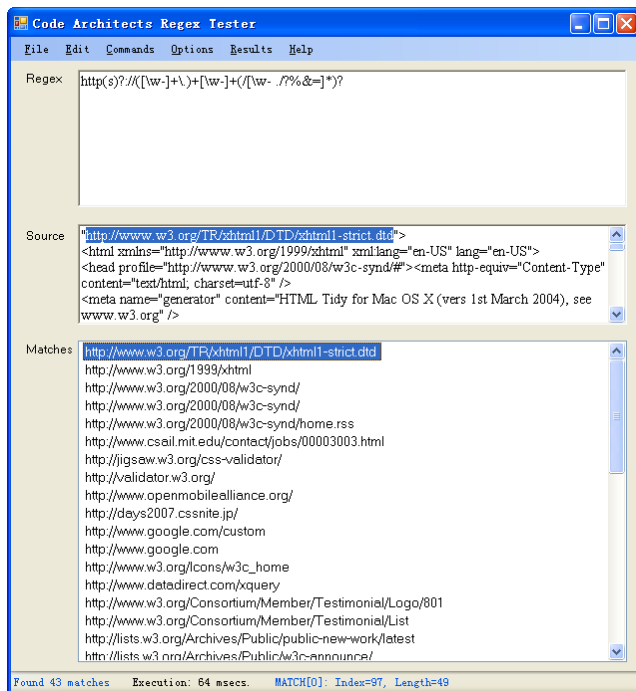 Code Architects Regex Tester
File Edit Commands Options Results Help
Regex
http(s)?://([\w-]+\.)+[\w-]+(/[\w- ./?%&=]*)?
Source
"http://www.w3.org/TR/xhtml1/DTD/xhtml1-strict.dtd">
<html xmlns="http://www.w3.org/1999/xhtml" xml:lang="en-US" lang="en-US">
<head profile="http://www.w3.org/2000/08/w3c-synd/#"><meta http-equiv="Content-Type"
content="text/html; charset=utf-8" />
<meta name="generator" content="HTML Tidy for Mac OS X (vers 1st March 2004), see
www.w3.org" />
Matches
http://www.w3.org/TR/xhtml1/DTD/xhtml1-strict.dtd
http://www.w3.org/1999/xhtml
http://www.w3.org/2000/08/w3c-synd/
http://www.w3.org/2000/08/w3c-synd/
http://www.w3.org/2000/08/w3c-synd/home.rss
http://www.csail.mit.edu/contact/jobs/00003003.html
http://jigsaw.w3.org/css-validator/
http://validator.w3.org/
http://www.openmobilealliance.org/
http://days2007.cssnite.jp/
http://www.google.com/custom
http://www.google.com
http://www.w3.org/Icons/w3c_home
http://www.datadirect.com/xquery
http://www.w3.org/Consortium/Member/Testimonial/Logo/801
http://www.w3.org/Consortium/Member/Testimonial/List
http://lists.w3.org/Archives/Public/public-new-work/latest
http://lists.w3.org/Archives/Public/w3c-announce/
Found 43 matches Execution: 64 msecs. MATCH[0]: Index=97, Length=49